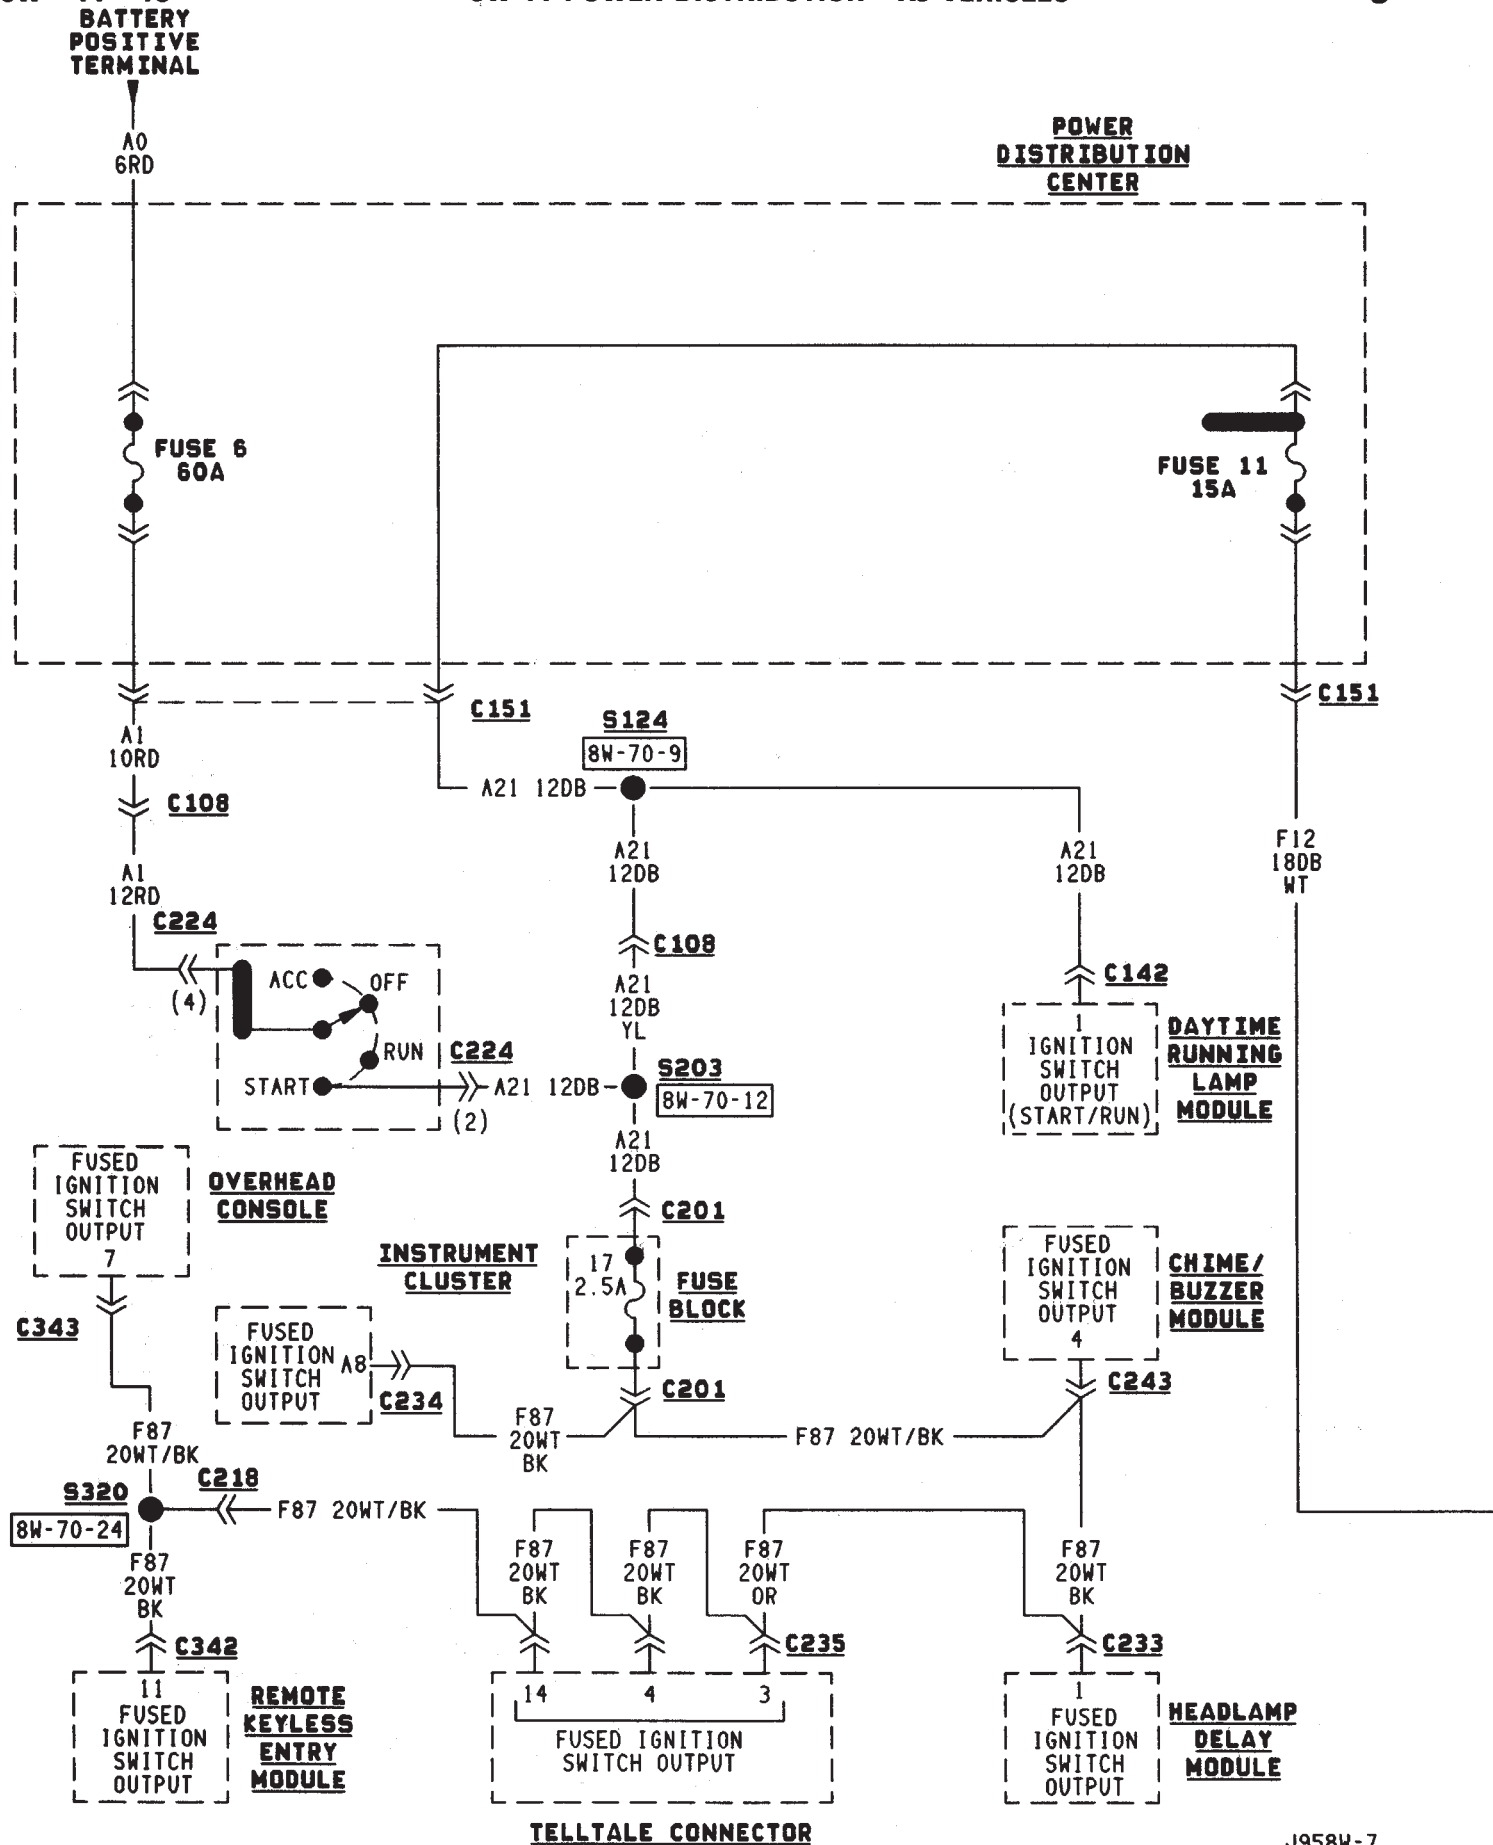 BATTERY
POSITIVE
TERMINAL
A0
6RD
POWER
DISTRIBUTION
CENTER
FUSE 6
60A
FUSE 11
15A
C151
C151
A1
10RD
S124
8W-70-9
C108
A21 12DB
A1
12RD
A21
12DB
A21
12DB
F12
18DB
WT
C224
(4)
ACC
OFF
RUN
START
C224
(2)
A21 12DB
C108
A21
12DB
YL
S203
8W-70-12
C142
1
IGNITION
SWITCH
OUTPUT
(START/RUN)
DAYTIME
RUNNING
LAMP
MODULE
A21
12DB
FUSED
IGNITION
SWITCH
OUTPUT
7
OVERHEAD
CONSOLE
C343
C201
INSTRUMENT
CLUSTER
17
2.5A
FUSE
BLOCK
FUSED
IGNITION
SWITCH
OUTPUT
A8
C234
C201
FUSED
IGNITION
SWITCH
OUTPUT
4
CHIME/
BUZZER
MODULE
C243
F87
20WT
BK
F87 20WT/BK
F87
20WT/BK
S320
8W-70-24
C218
F87 20WT/BK
F87
20WT
BK
F87
20WT
BK
F87
20WT
BK
F87
20WT
OR
F87
20WT
BK
C342
C235
C233
11
FUSED
IGNITION
SWITCH
OUTPUT
REMOTE
KEYLESS
ENTRY
MODULE
14 4 3
FUSED IGNITION
SWITCH OUTPUT
TELLTALE CONNECTOR
1
FUSED
IGNITION
SWITCH
OUTPUT
HEADLAMP
DELAY
MODULE
J958W-7